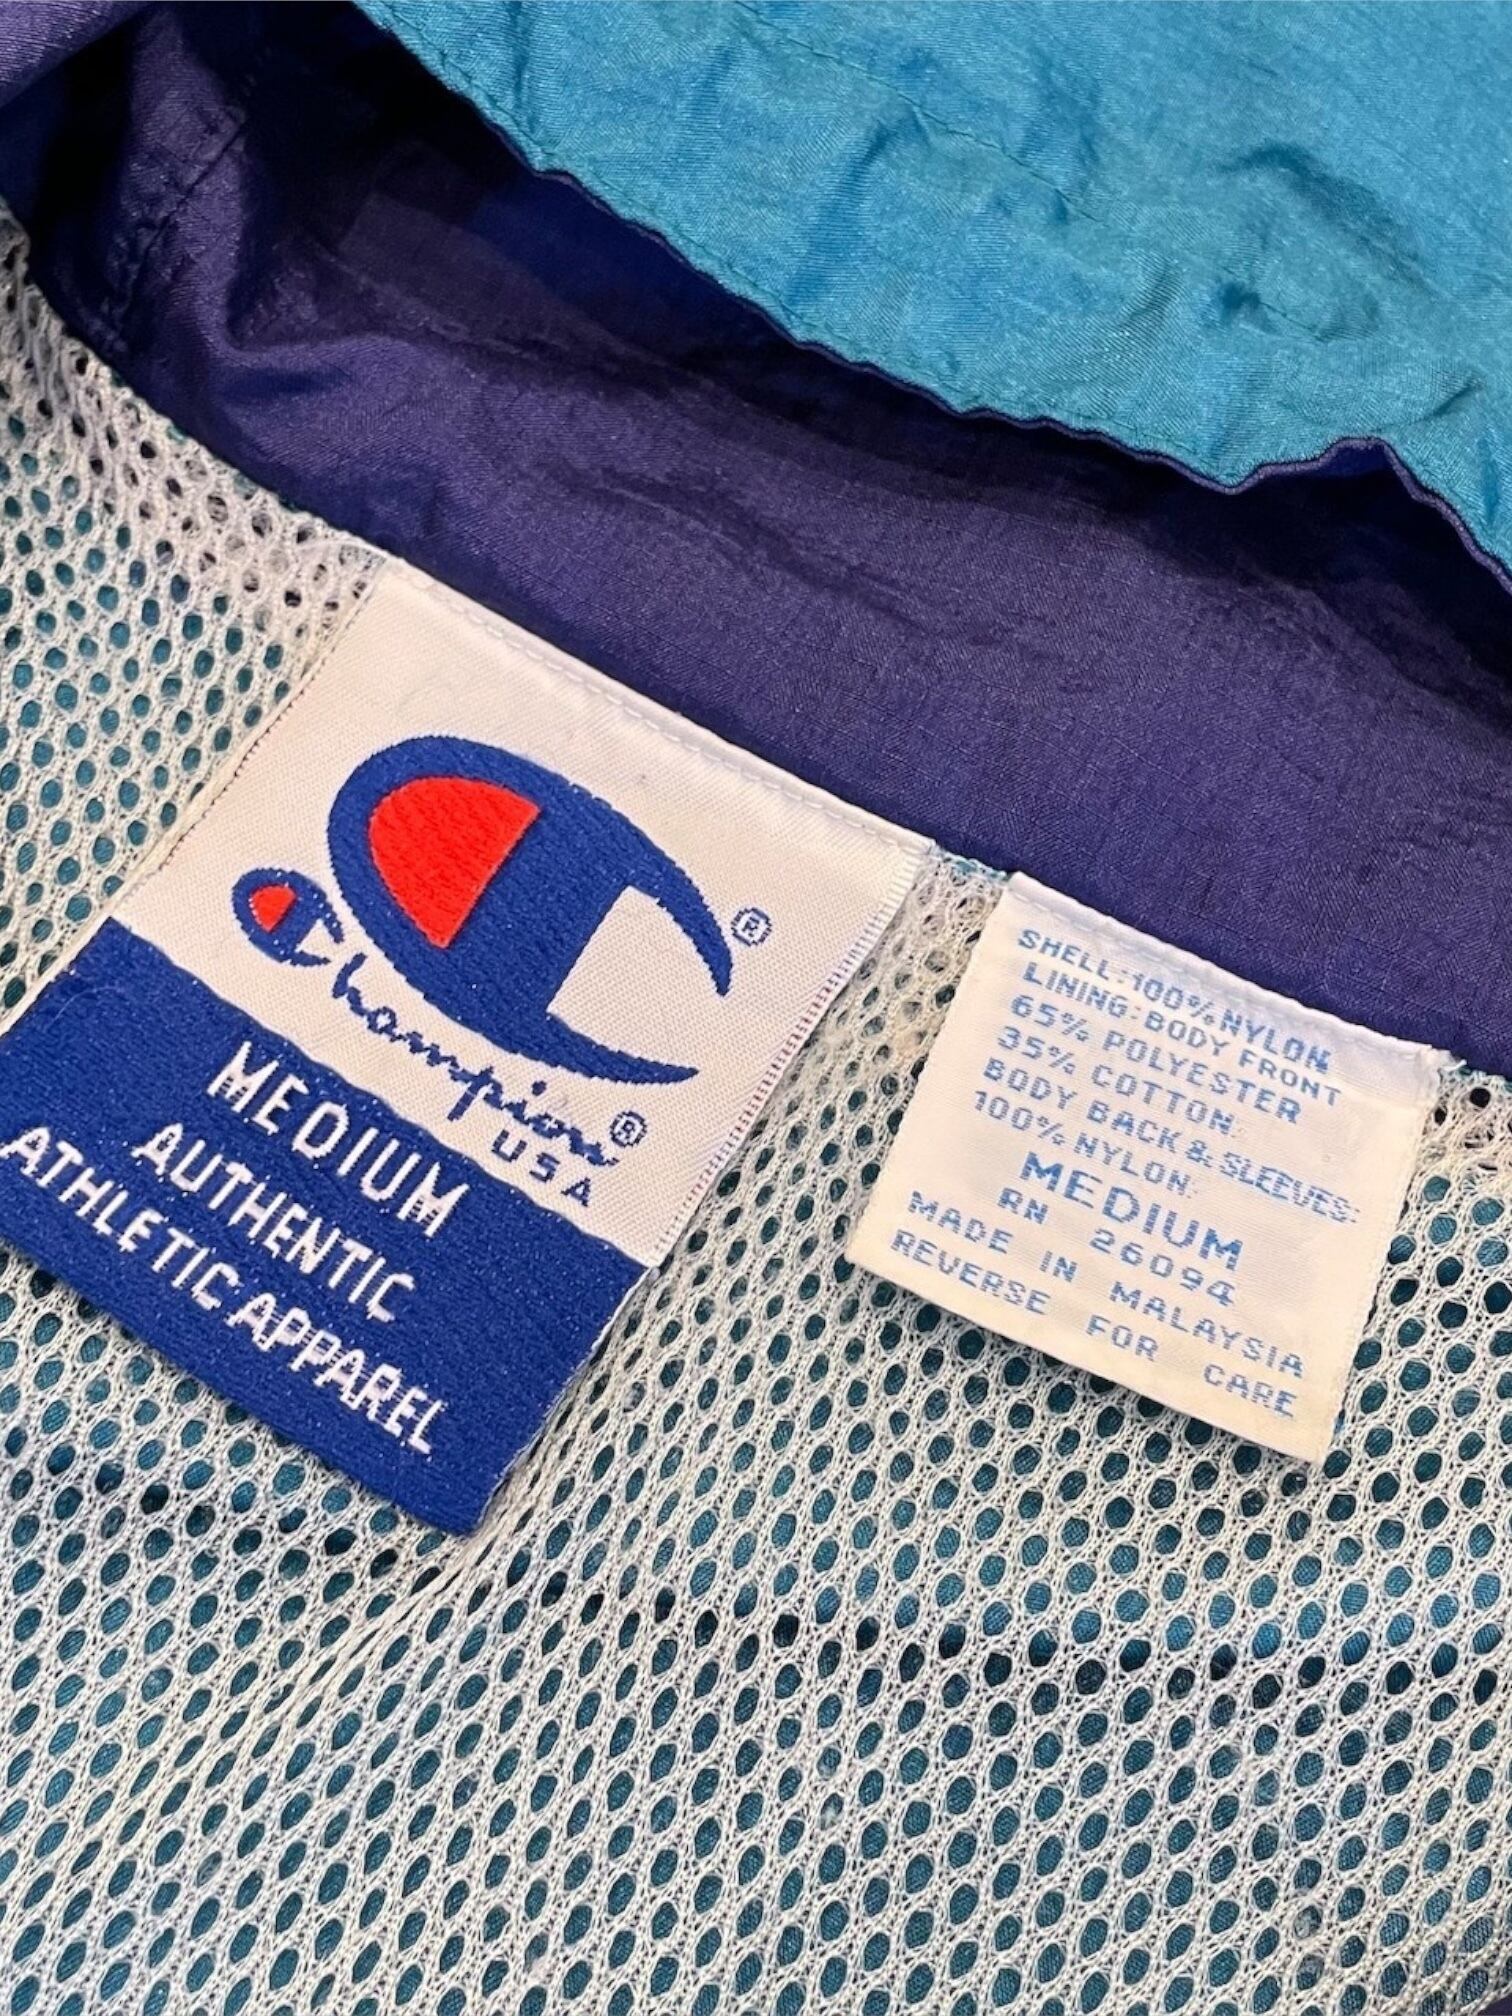 ®
Champion®
USA
MEDIUM
AUTHENTIC
ATHLETIC APPAREL
SHELL:100% NYLON
LINING:BODY FRONT
65% POLYESTER
35% COTTON:
BODY BACK & SLEEVES:
100% NYLON:
MEDIUM
RN 26094
MADE IN MALAYSIA
REVERSE FOR CARE